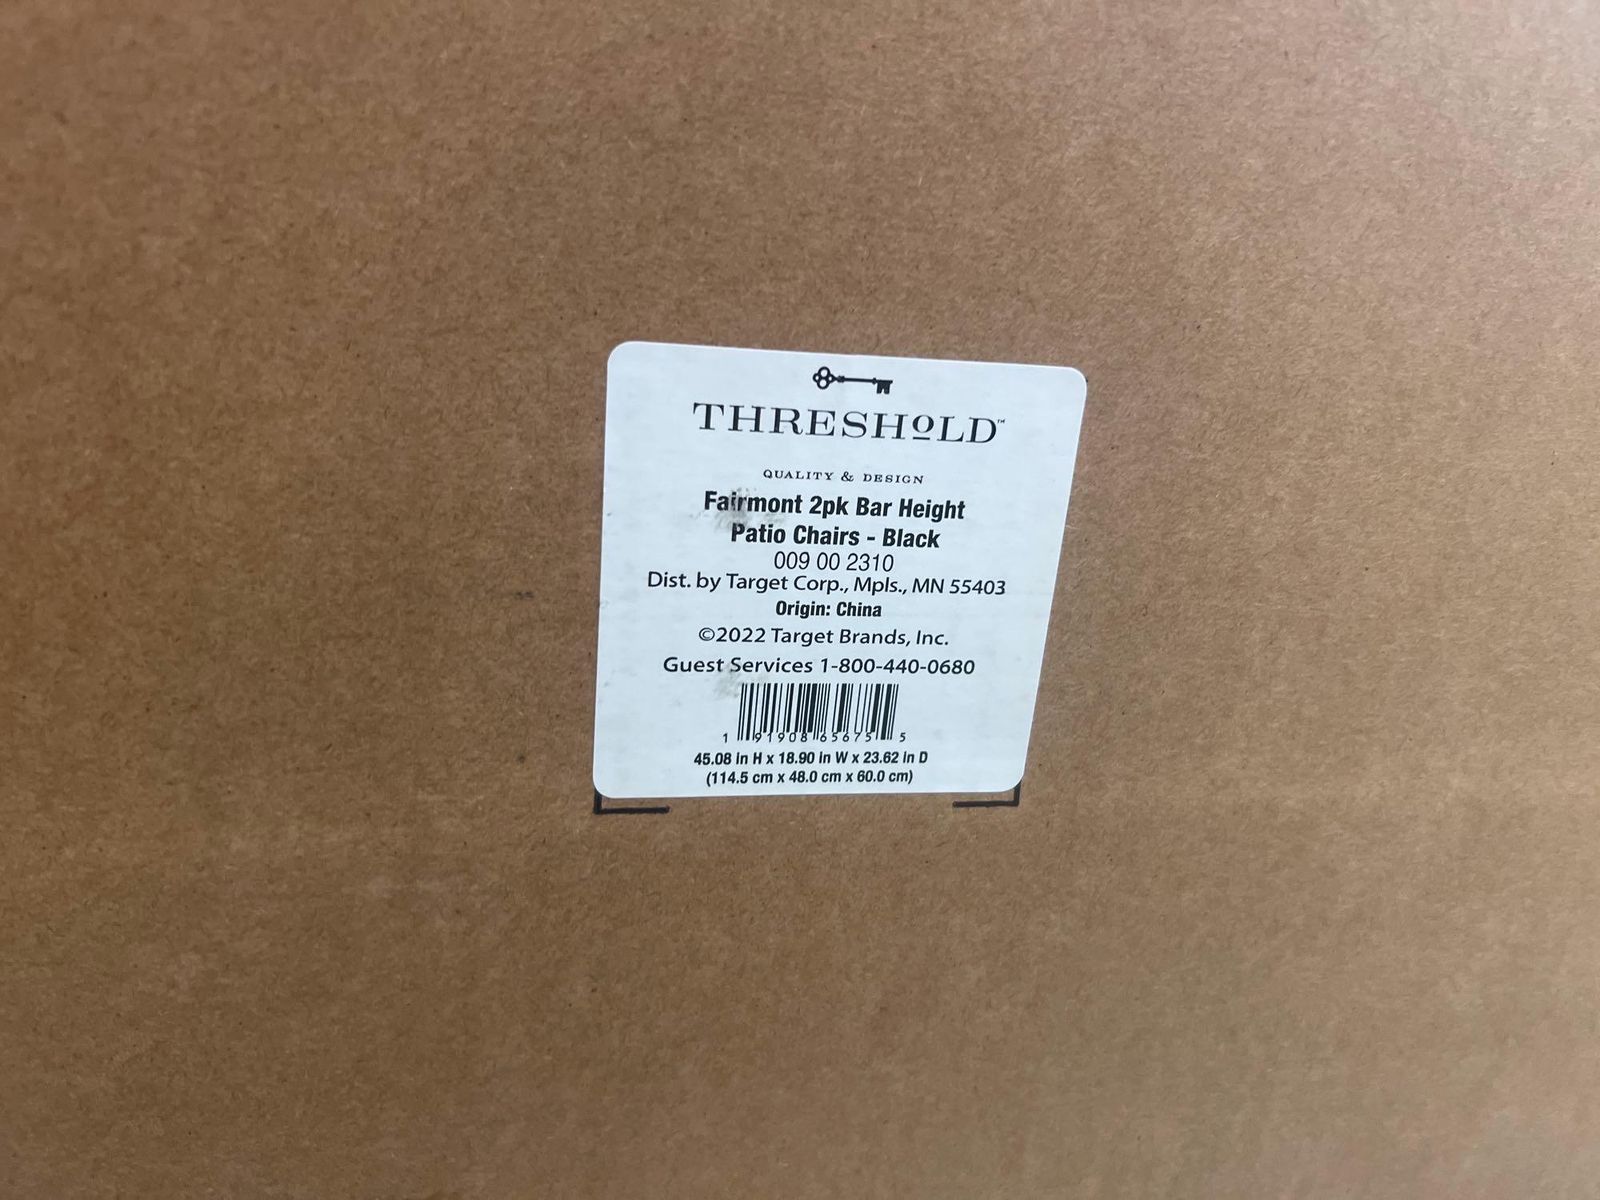 THRESHOLD™
QUALITY & DESIGN
Fairmont 2pk Bar Height
Patio Chairs - Black
009 00 2310
Dist. by Target Corp., Mpls., MN 55403
Origin: China
©2022 Target Brands, Inc.
Guest Services 1-800-440-0680
1 91908 65675 5
45.08 in H x 18.90 in W x 23.62 in D
(114.5 cm x 48.0 cm x 60.0 cm)